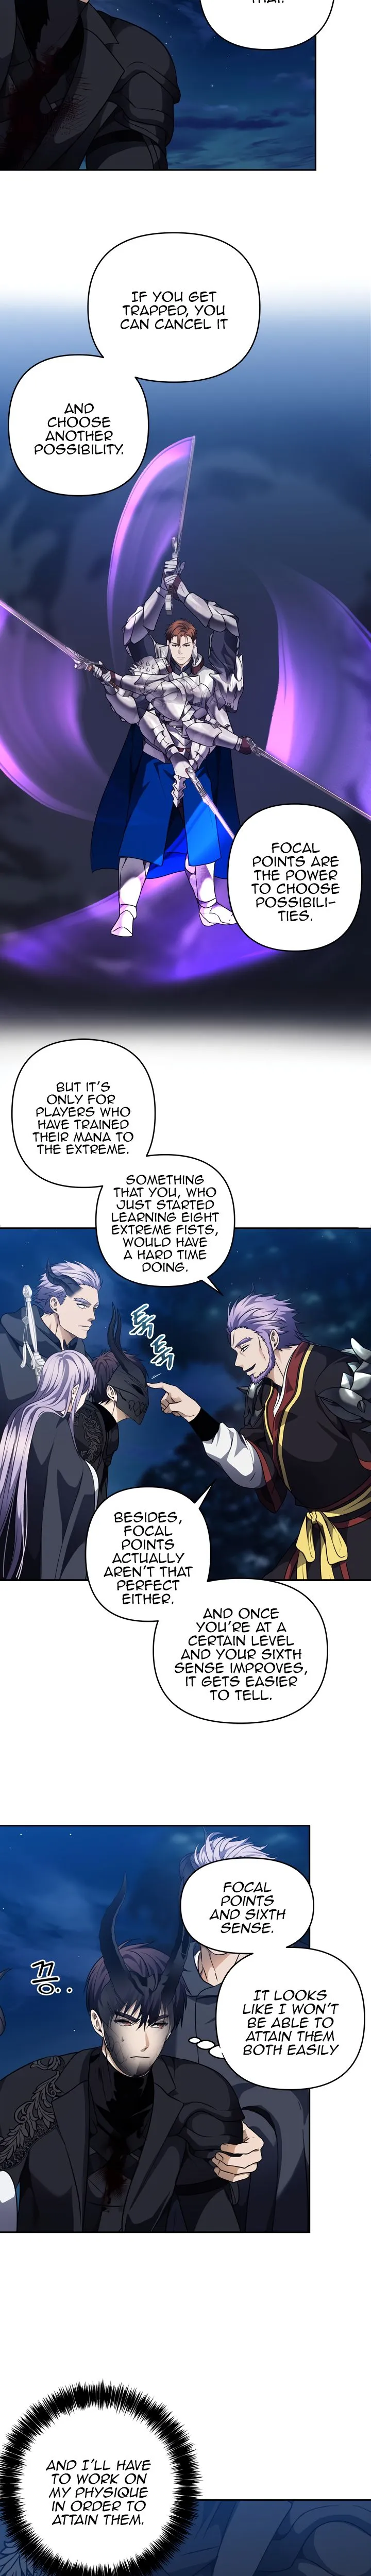 THAT.
IF YOU GET
TRAPPED, YOU
CAN CANCEL IT
AND
CHOOSE
ANOTHER
POSSIBILITY.
FOCAL
POINTS ARE
THE POWER
TO CHOOSE
POSSIBILI-
TIES.
BUT IT'S
ONLY FOR
PLAYERS WHO
HAVE TRAINED
THEIR MANA TO
THE EXTREME.
SOMETHING
THAT YOU, WHO
JUST STARTED
LEARNING EIGHT
EXTREME FISTS,
WOULD HAVE
A HARD TIME
DOING.
툭
툭
BESIDES,
FOCAL
POINTS
ACTUALLY
AREN'T THAT
PERFECT
EITHER.
AND ONCE
YOU'RE AT A
CERTAIN LEVEL
AND YOUR SIXTH
SENSE IMPROVES,
IT GETS EASIER
TO TELL.
FOCAL
POINTS
AND SIXTH
SENSE.
끙..
IT LOOKS
LIKE I WON'T
BE ABLE TO
ATTAIN THEM
BOTH EASILY
AND I'LL HAVE
TO WORK ON
MY PHYSIQUE
IN ORDER TO
ATTAIN THEM.